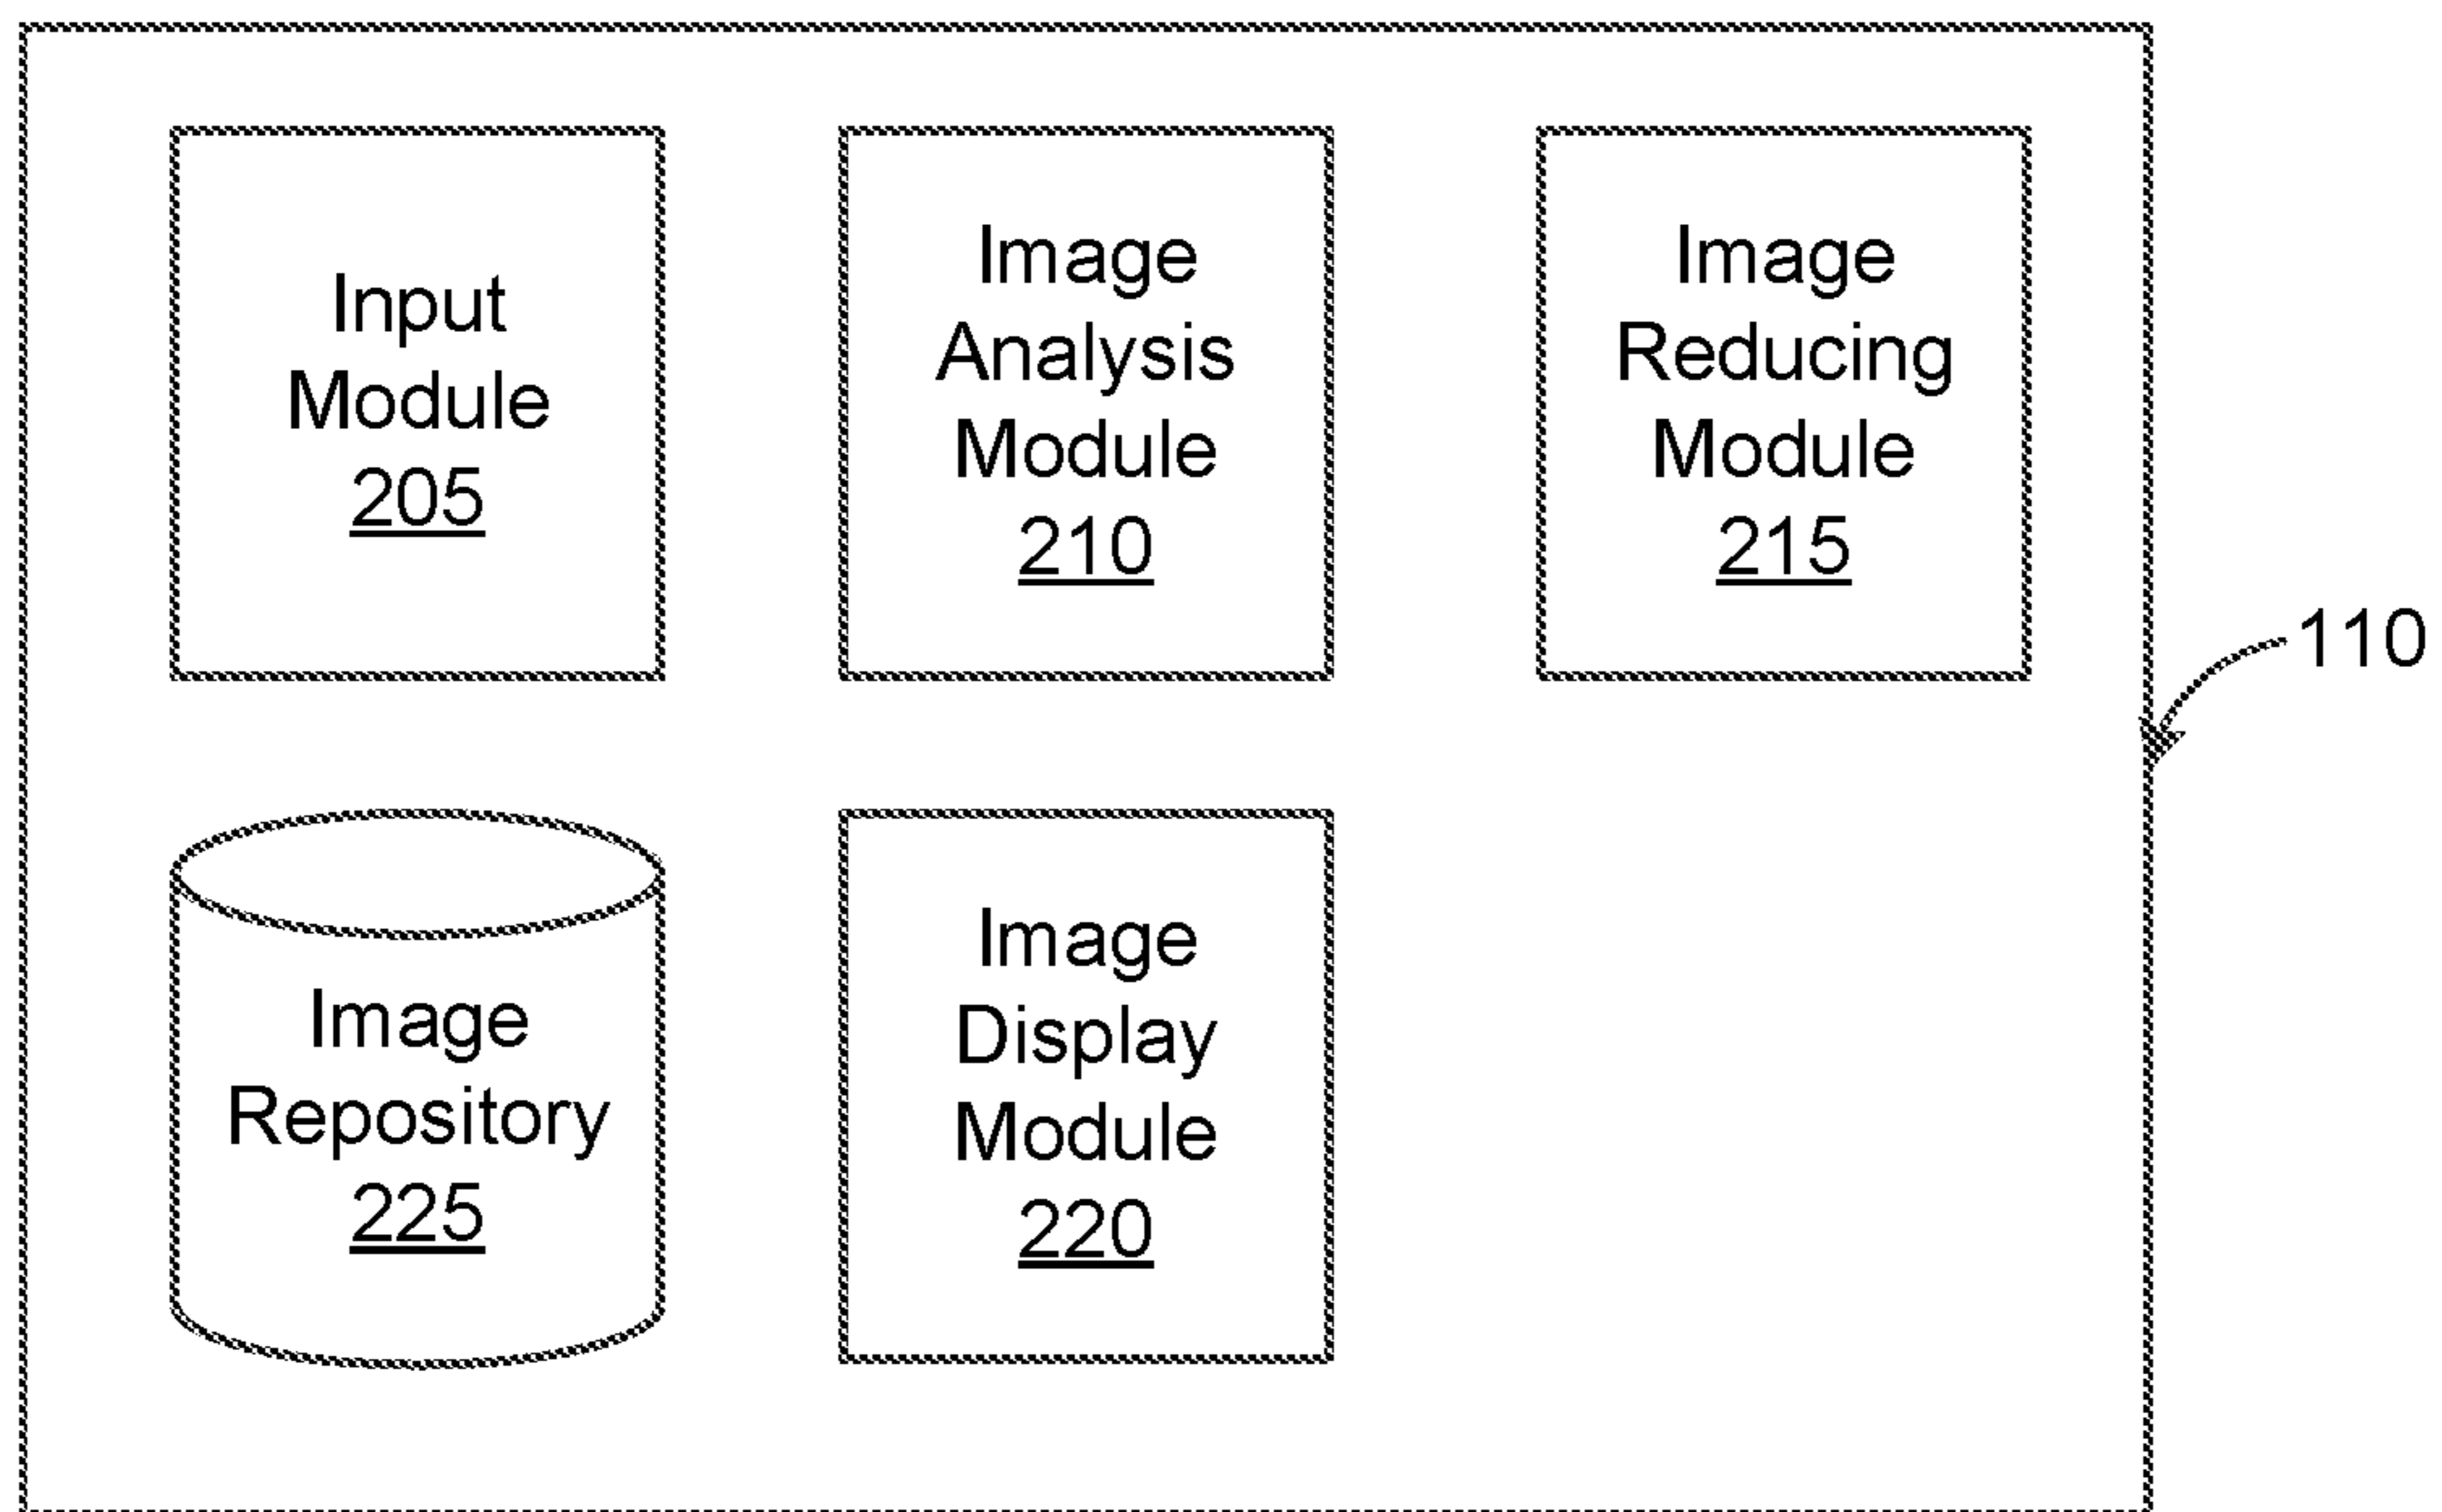 Input
Module
205
Image
Analysis
Module
210
Image
Reducing
Module
215
110
Image
Repository
225
Image
Display
Module
220